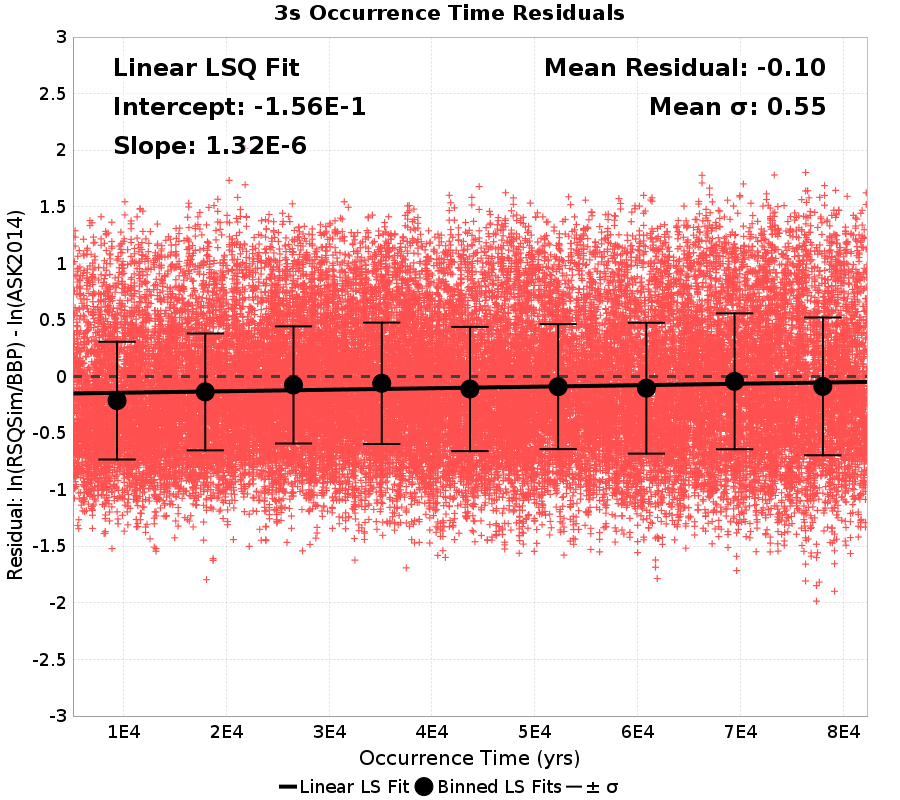 3s Occurrence Time Residuals
Linear LSQ Fit
Intercept: -1.56E-1
Slope: 1.32E-6
Mean Residual: -0.10
Mean σ: 0.55
Residual: ln(RSQSim/BBP) - ln(ASK2014)
3
2.5
2
1.5
1
0.5
0
-0.5
-1
-1.5
-2
-2.5
-3
1E4 2E4 3E4 4E4 5E4 6E4 7E4 8E4
Occurrence Time (yrs)
Linear LS Fit Binned LS Fits ± σ